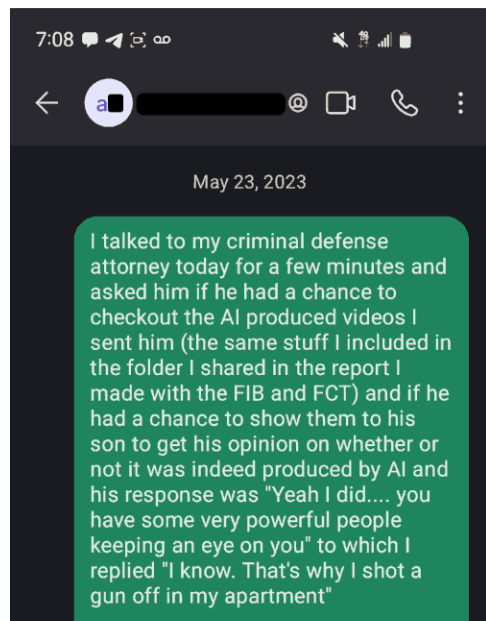 7:08
a
May 23, 2023
I talked to my criminal defense
attorney today for a few minutes and
asked him if he had a chance to
checkout the AI produced videos I
sent him (the same stuff I included in
the folder I shared in the report I
made with the FIB and FCT) and if he
had a chance to show them to his
son to get his opinion on whether or
not it was indeed produced by AI and
his response was "Yeah I did.... you
have some very powerful people
keeping an eye on you" to which I
replied "I know. That's why I shot a
gun off in my apartment"